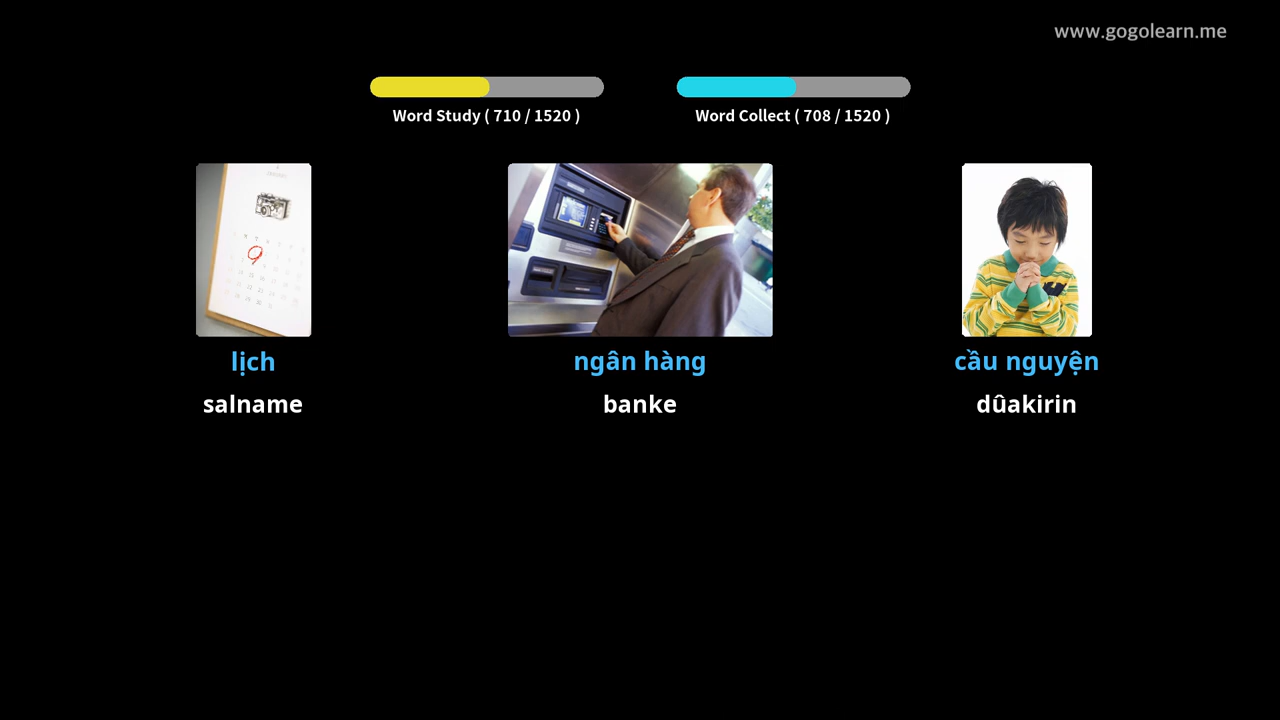 www.gogolearn.me
Word Study ( 710 / 1520 )
Word Collect ( 708 / 1520 )
lịch
ngân hàng
cầu nguyện
salname
banke
dûakirin